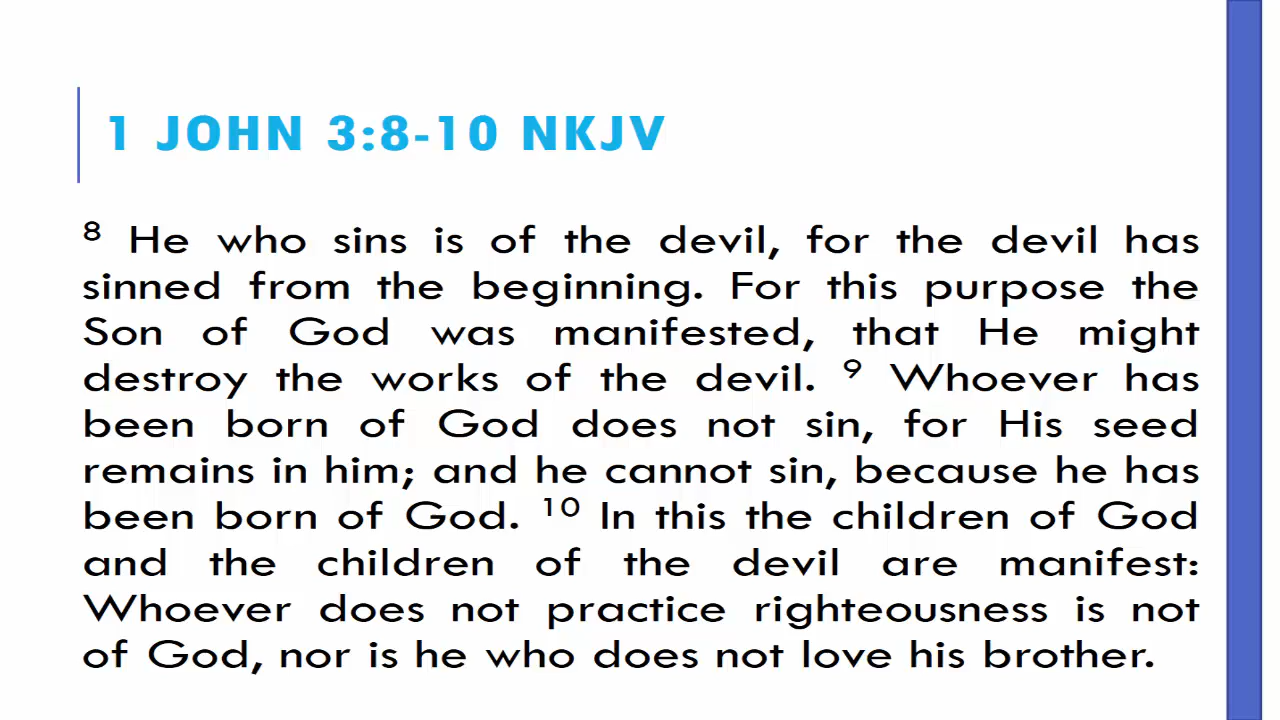 1 JOHN 3:8-10 NKJV
⁸ He who sins is of the devil, for the devil has
sinned from the beginning. For this purpose the
Son of God was manifested, that He might
destroy the works of the devil. ⁹ Whoever has
been born of God does not sin, for His seed
remains in him; and he cannot sin, because he has
been born of God. ¹⁰ In this the children of God
and the children of the devil are manifest:
Whoever does not practice righteousness is not
of God, nor is he who does not love his brother.